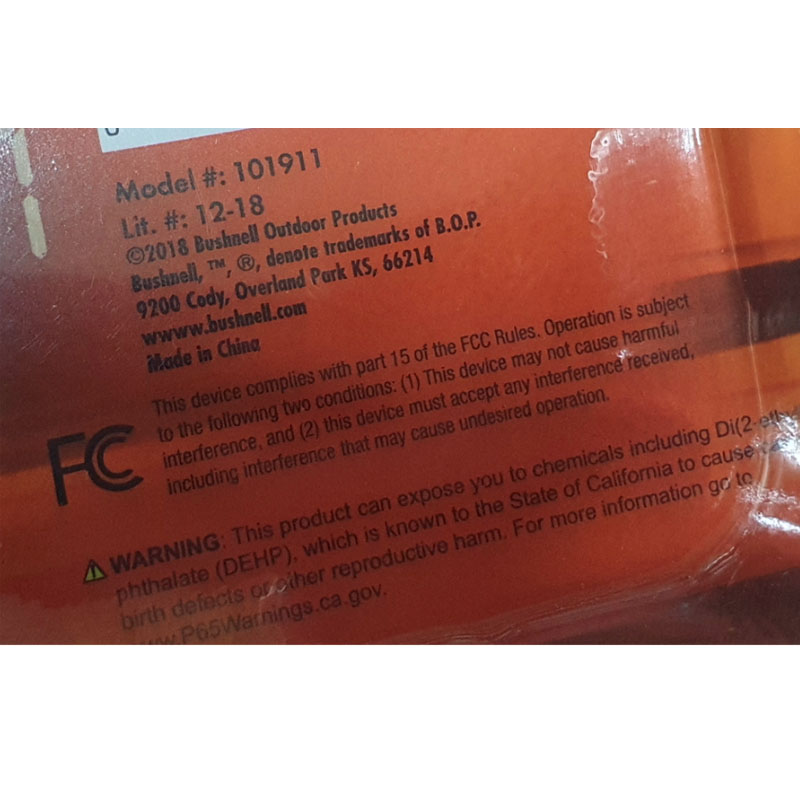 Model #: 101911
Lit. #: 12-18
©2018 Bushnell Outdoor Products
Bushnell, ™, ®, denote trademarks of B.O.P.
9200 Cody, Overland Park KS, 66214
www.bushnell.com
Made in China
This device complies with part 15 of the FCC Rules. Operation is subject
to the following two conditions: (1) This device may not cause harmful
interference, and (2) this device must accept any interference received,
including interference that may cause undesired operation.
FC
WARNING: This product can expose you to chemicals including
phthalate (DEHP), which is known to the State of California to cause
birth defects or other reproductive harm. For more information go to
www.P65Warnings.ca.gov.